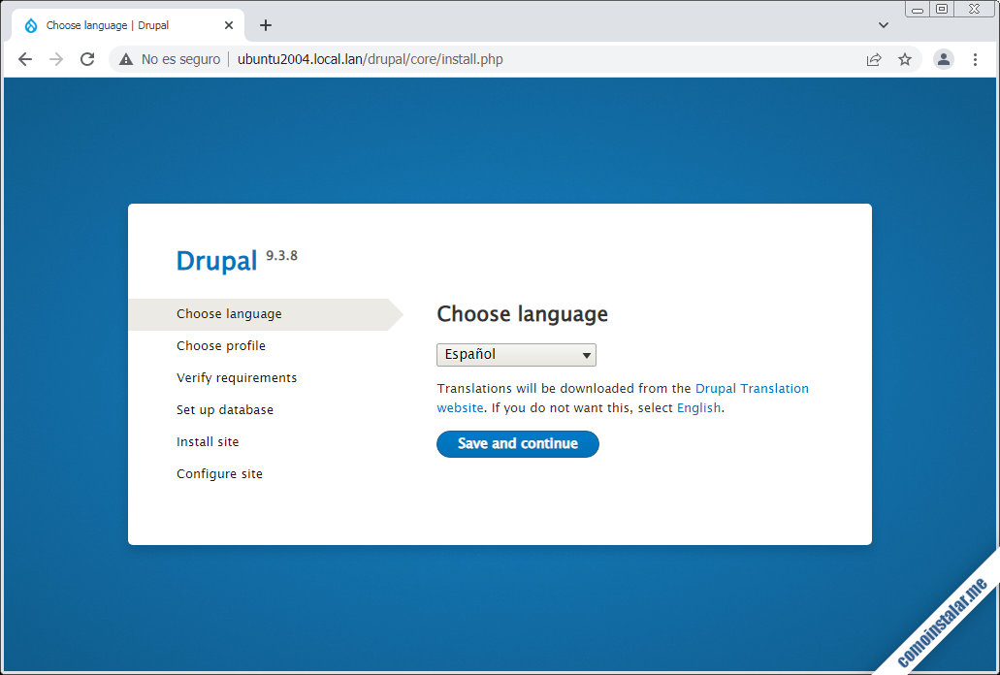 Choose language | Drupal
No es seguro
ubuntu2004.local.lan/drupal/core/install.php
Drupal 9.3.8
Choose language
Choose profile
Verify requirements
Set up database
Install site
Configure site
Choose language
Español
Translations will be downloaded from the Drupal Translation
website. If you do not want this, select English.
Save and continue
comoinstalar.me